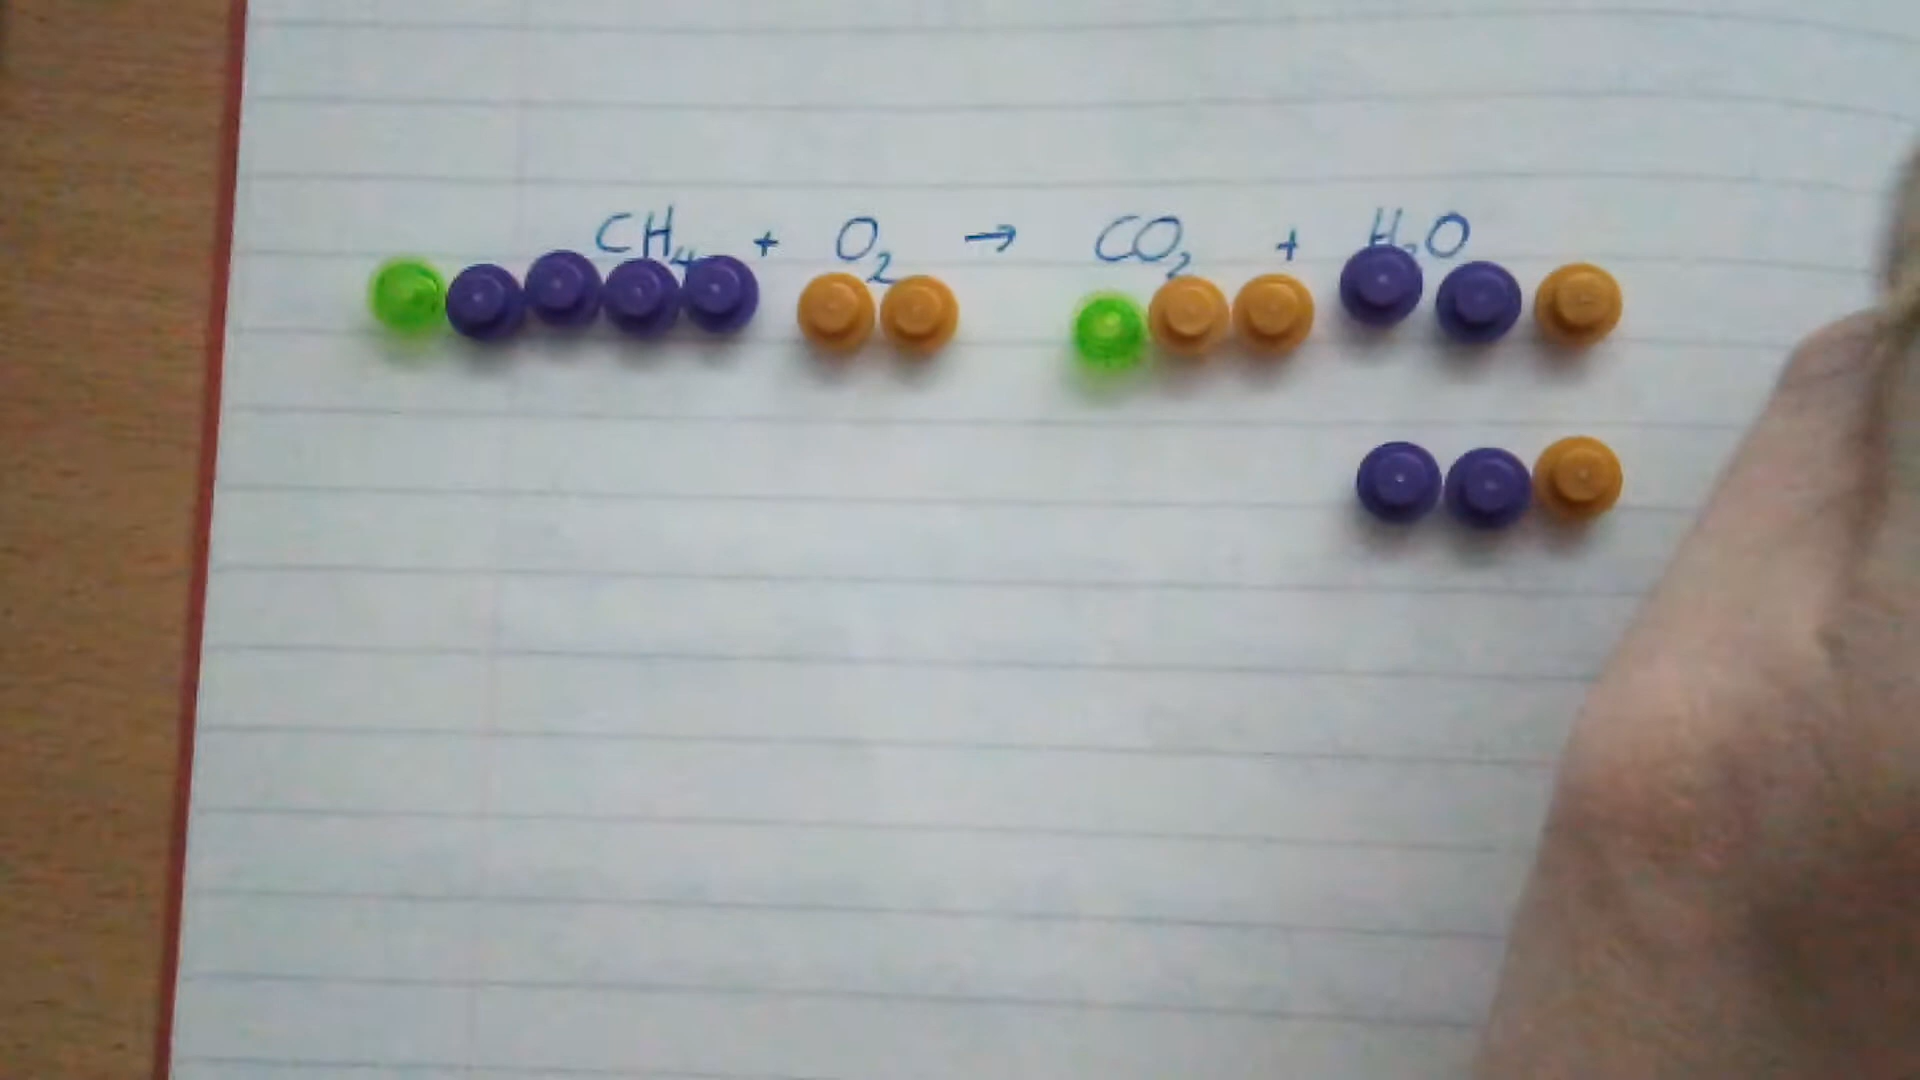 CH₄ + O₂ → CO₂ + H₂O